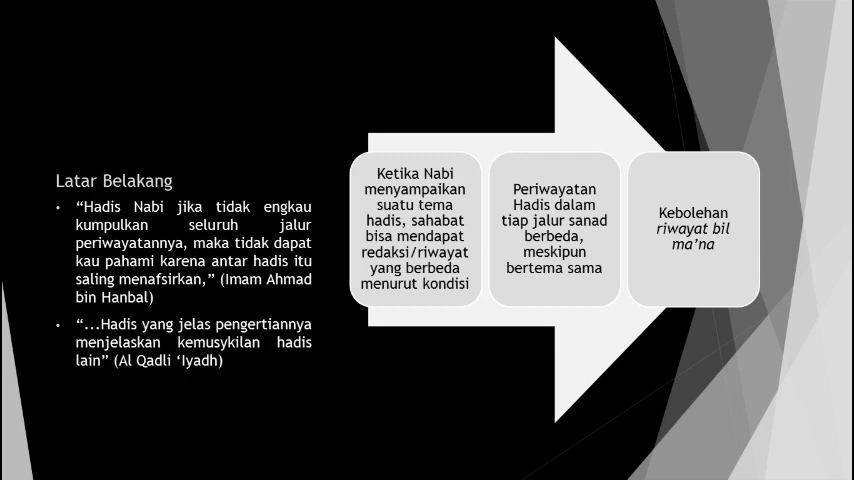 Latar Belakang
• “Hadis Nabi jika tidak engkau
kumpulkan seluruh jalur
periwayatannya, maka tidak dapat
kau pahami karena antar hadis itu
saling menafsirkan,” (Imam Ahmad
bin Hanbal)
• “...Hadis yang jelas pengertiannya
menjelaskan kemusykilan hadis
lain” (Al Qadli ‘Iyadh)
Ketika Nabi
menyampaikan
suatu tema
hadis, sahabat
bisa mendapat
redaksi/riwayat
yang berbeda
menurut kondisi
Periwayatan
Hadis dalam
tiap jalur sanad
berbeda,
meskipun
bertema sama
Kebolehan
riwayat bil
ma’na